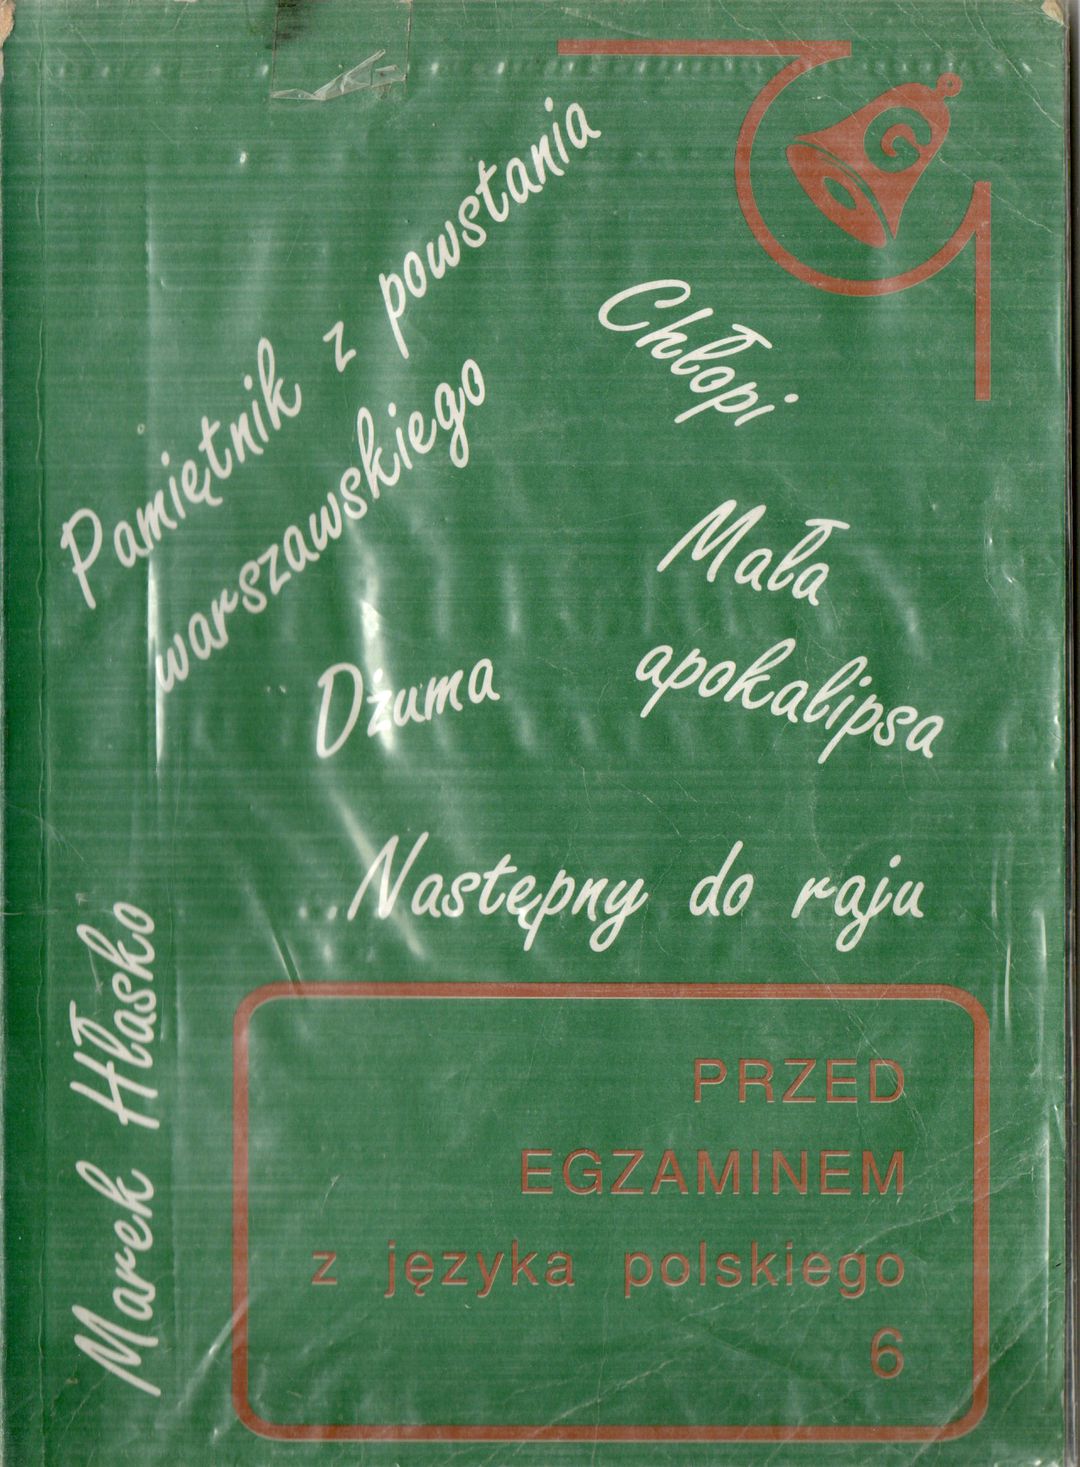 Pamiętnik z powstania
warszawskiego
Chłopi
Mała
apokalipsa
Dżuma
Następny do raju
Marek Hłasko
PRZED
EGZAMINEM
z języka polskiego
6
G